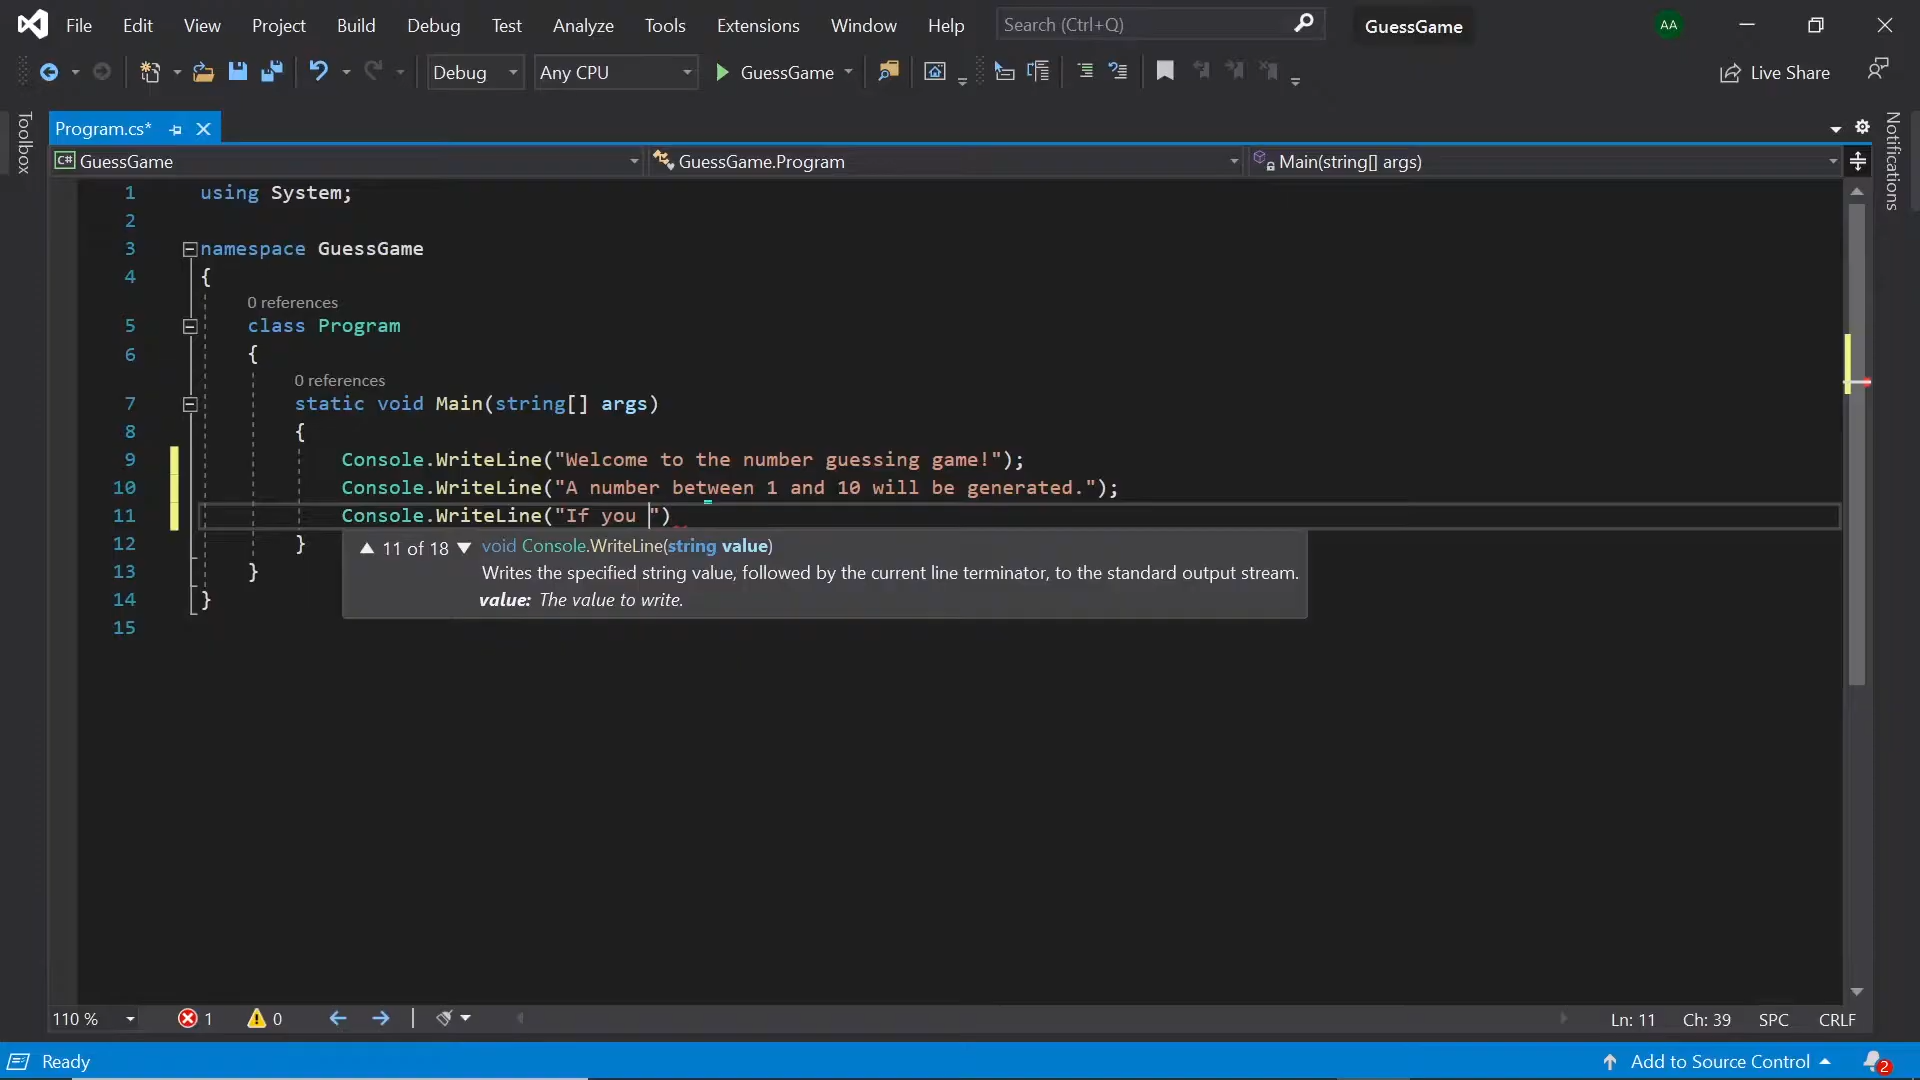 File Edit View Project Build Debug Test Analyze Tools Extensions Window Help Search (Ctrl+Q) GuessGame AA
Debug Any CPU GuessGame Live Share
Toolbox
Program.cs*
Notifications
C# GuessGame GuessGame.Program Main(string[] args)
1 using System;
2
3 namespace GuessGame
4 {
0 references
5 class Program
6 {
0 references
7 static void Main(string[] args)
8 {
9 Console.WriteLine("Welcome to the number guessing game!");
10 Console.WriteLine("A number between 1 and 10 will be generated.");
11 Console.WriteLine("If you ")
12 }
▲ 11 of 18 ▼ void Console.WriteLine(string value)
13 }
Writes the specified string value, followed by the current line terminator, to the standard output stream.
14 }
value: The value to write.
15
110 % 1 0 Ln: 11 Ch: 39 SPC CRLF
Ready Add to Source Control 2